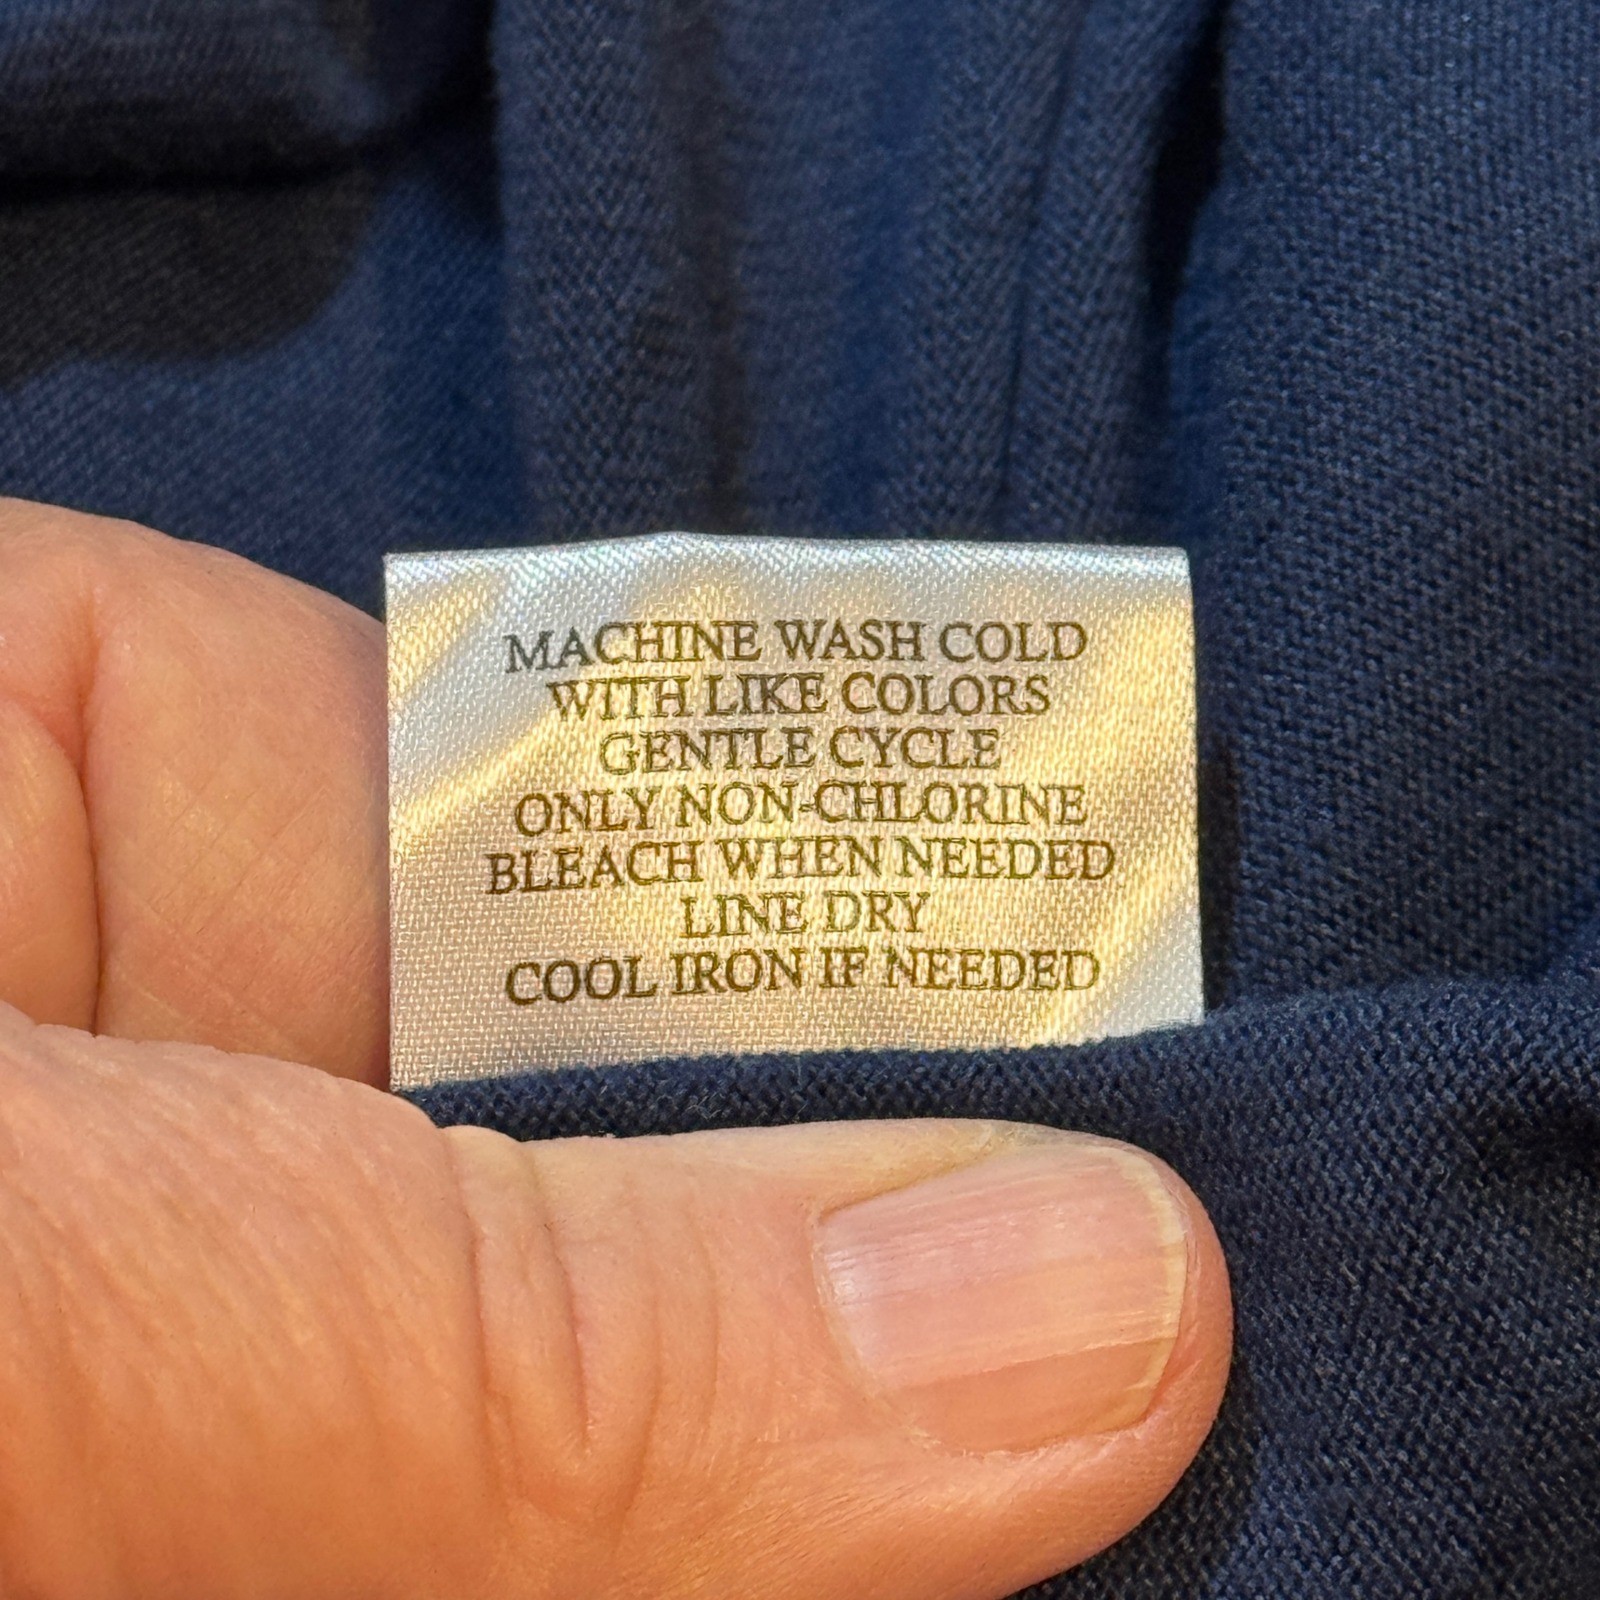 MACHINE WASH COLD
WITH LIKE COLORS
GENTLE CYCLE
ONLY NON-CHLORINE
BLEACH WHEN NEEDED
LINE DRY
COOL IRON IF NEEDED